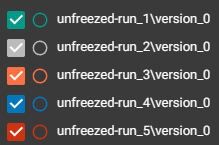 unfreezed-run_1\version_0
unfreezed-run_2\version_0
unfreezed-run_3\version_0
unfreezed-run_4\version_0
unfreezed-run_5\version_0